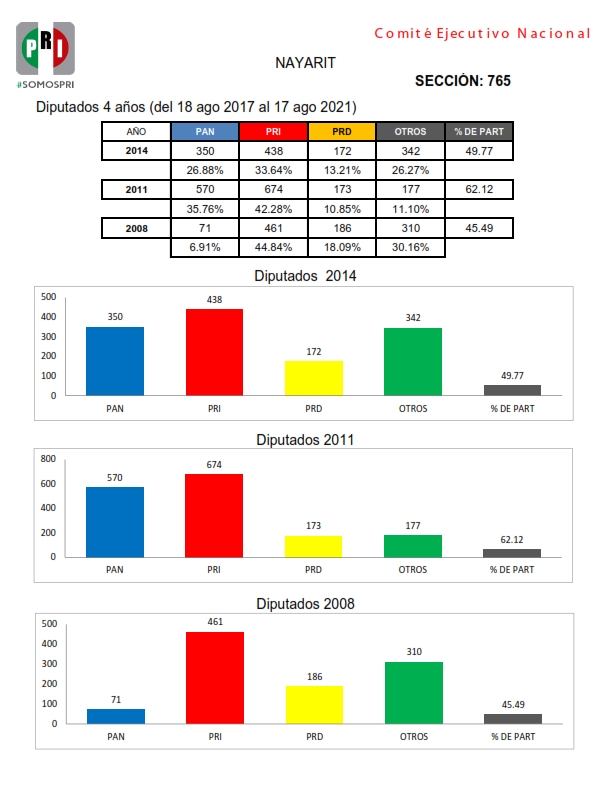 Comité Ejecutivo Nacional
PRI
#SOMOSPRI
NAYARIT
SECCIÓN: 765
Diputados 4 años (del 18 ago 2017 al 17 ago 2021)
AÑO PAN PRI PRD OTROS % DE PART
2014 350 438 172 342 49.77
26.88% 33.64% 13.21% 26.27%
2011 570 674 173 177 62.12
35.76% 42.28% 10.85% 11.10%
2008 71 461 186 310 45.49
6.91% 44.84% 18.09% 30.16%
Diputados 2014
500
400
300
200
100
0
350 438 172 342 49.77
PAN PRI PRD OTROS % DE PART
Diputados 2011
800
600
400
200
0
570 674 173 177 62.12
PAN PRI PRD OTROS % DE PART
Diputados 2008
500
400
300
200
100
0
71 461 186 310 45.49
PAN PRI PRD OTROS % DE PART